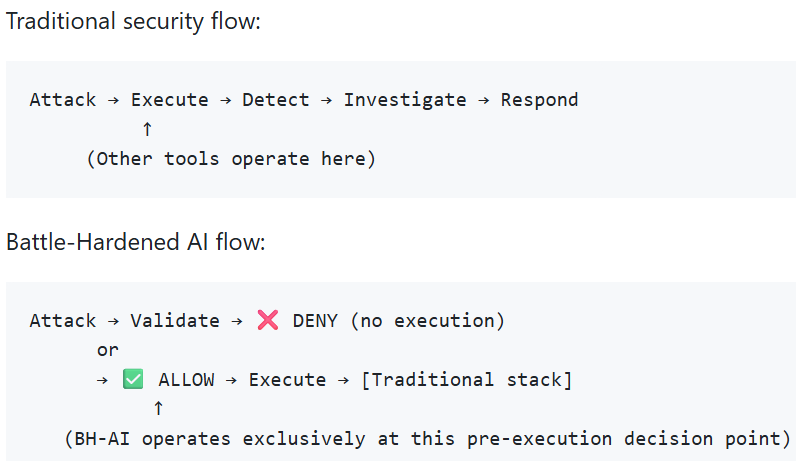 Traditional security flow:
Attack → Execute → Detect → Investigate → Respond
↑
(Other tools operate here)
Battle-Hardened AI flow:
Attack → Validate → ❌ DENY (no execution)
or
→ ✅ ALLOW → Execute → [Traditional stack]
↑
(BH-AI operates exclusively at this pre-execution decision point)